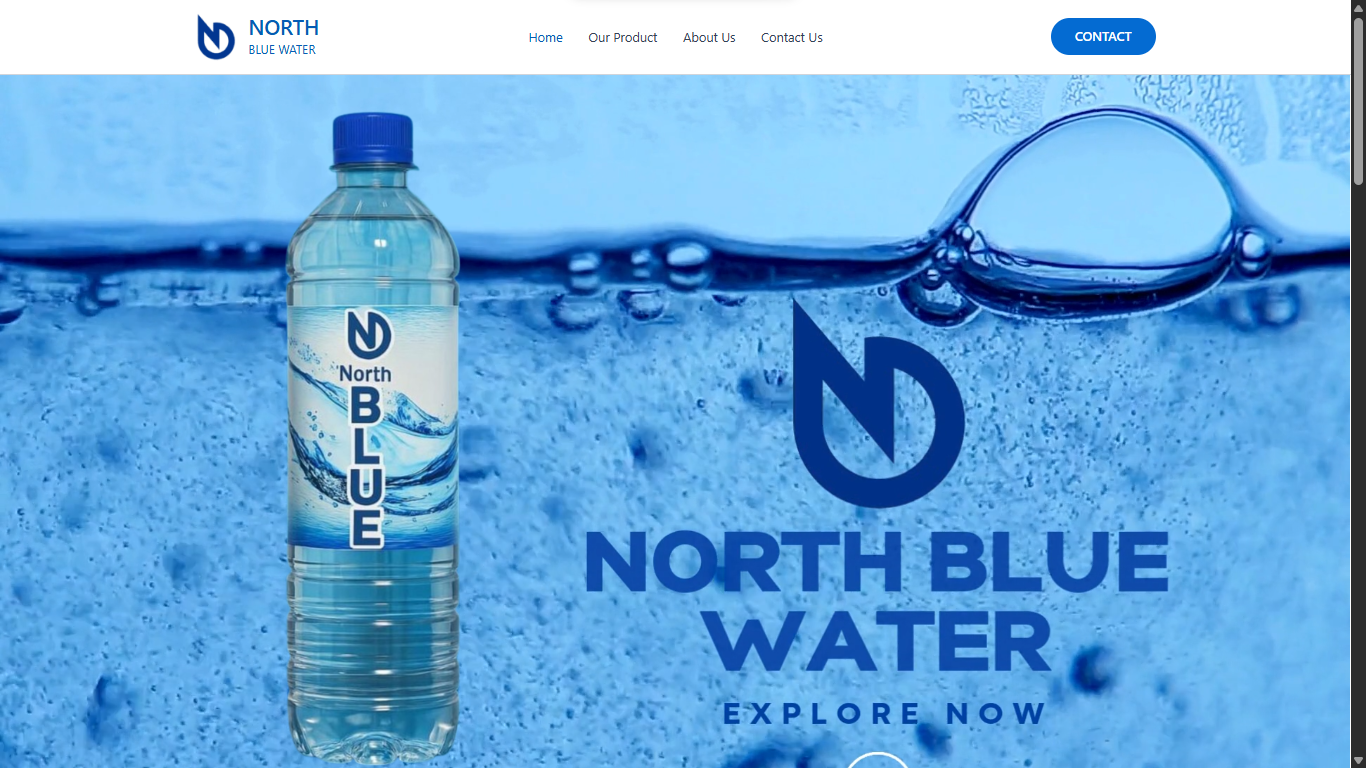 NORTH
BLUE WATER
Home
Our Product
About Us
Contact Us
CONTACT
North
BLUE
NORTH BLUE
WATER
EXPLORE NOW